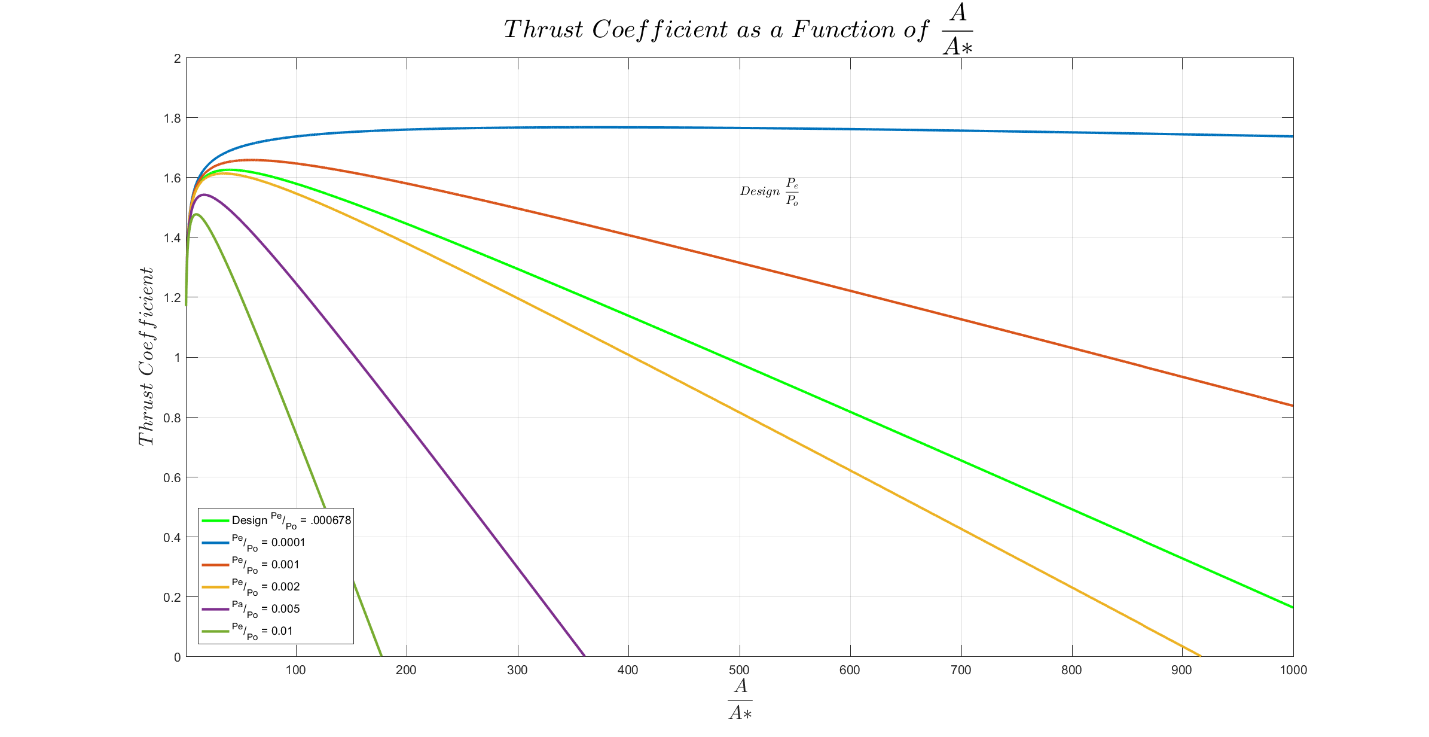 Thrust Coefficient as a Function of A/A*
Thrust Coefficient
2
1.8
1.6
1.4
1.2
1
0.8
0.6
0.4
0.2
0
Design Pe/Po
Design Pe/Po = .000678
Pe/Po = 0.0001
Pe/Po = 0.001
Pe/Po = 0.002
Pa/Po = 0.005
Pe/Po = 0.01
100 200 300 400 500 600 700 800 900 1000
A/A*